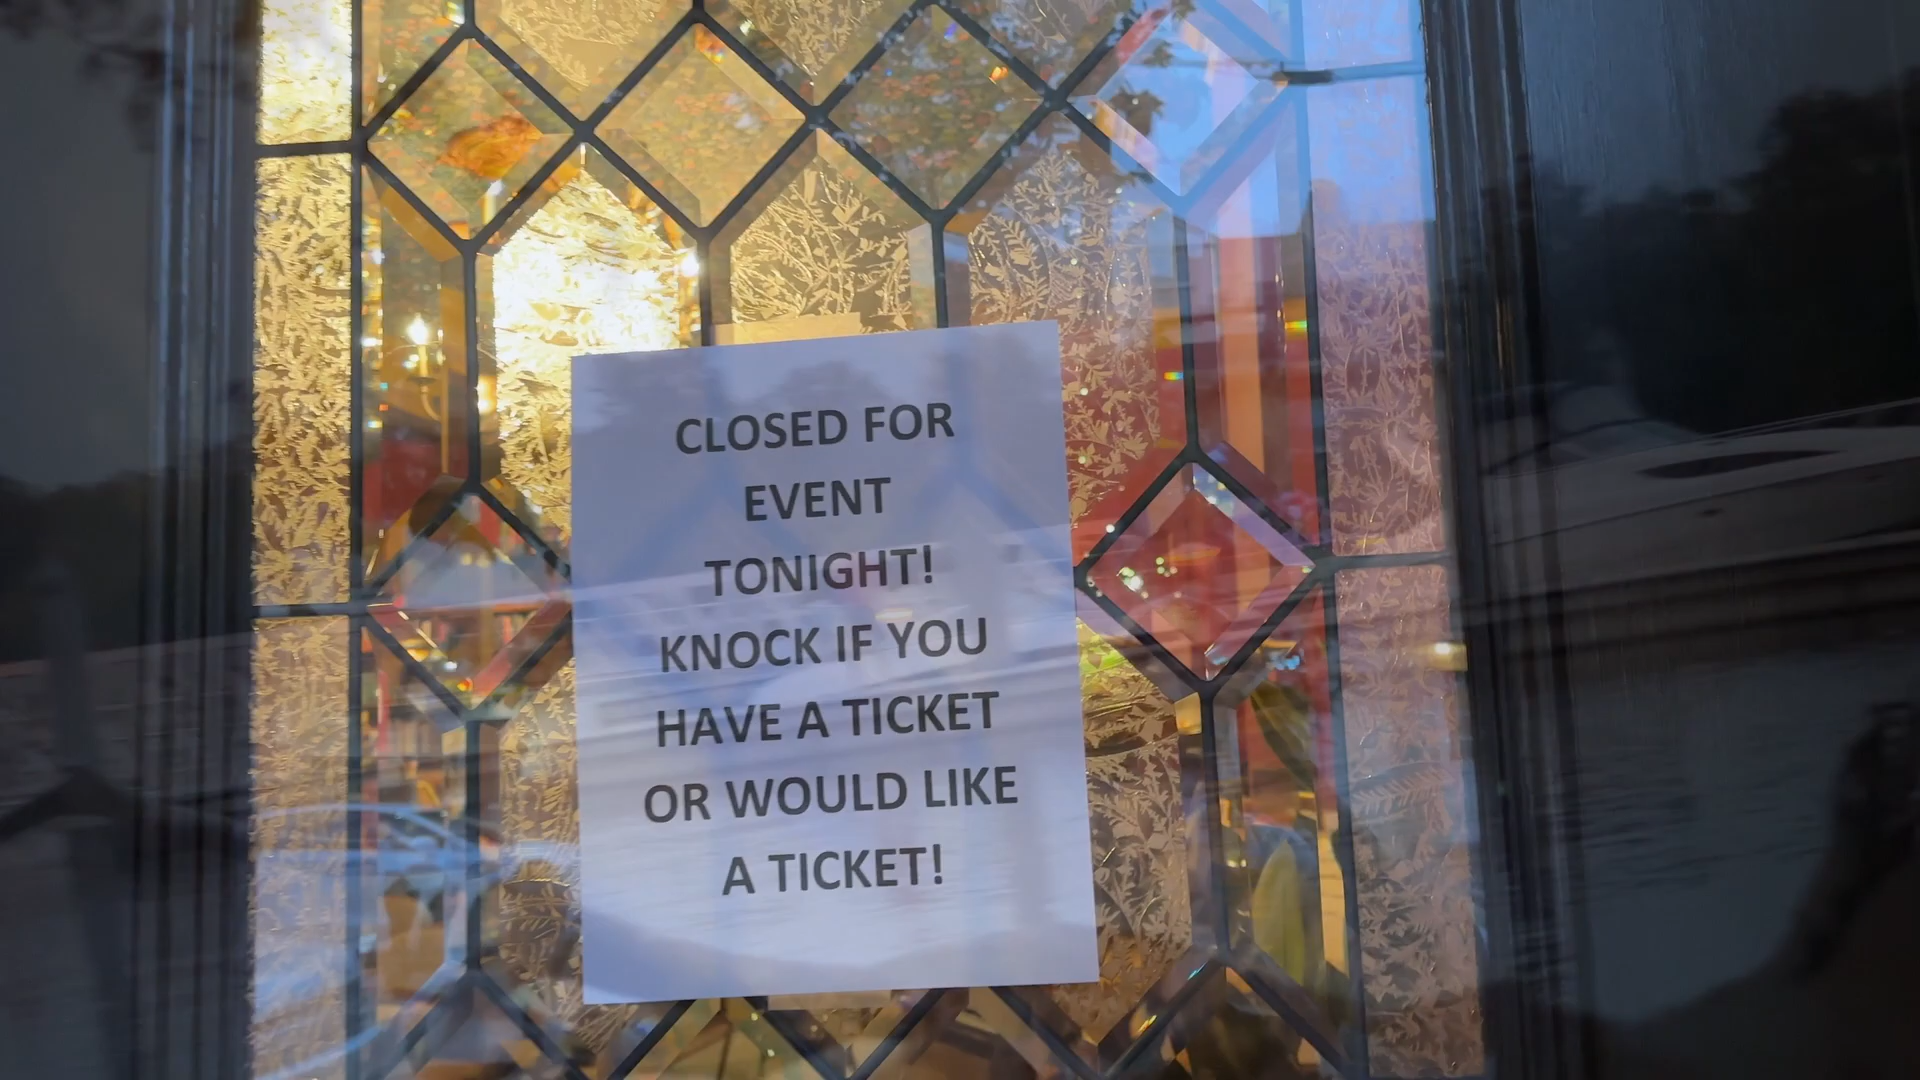 CLOSED FOR
EVENT
TONIGHT!
KNOCK IF YOU
HAVE A TICKET
OR WOULD LIKE
A TICKET!